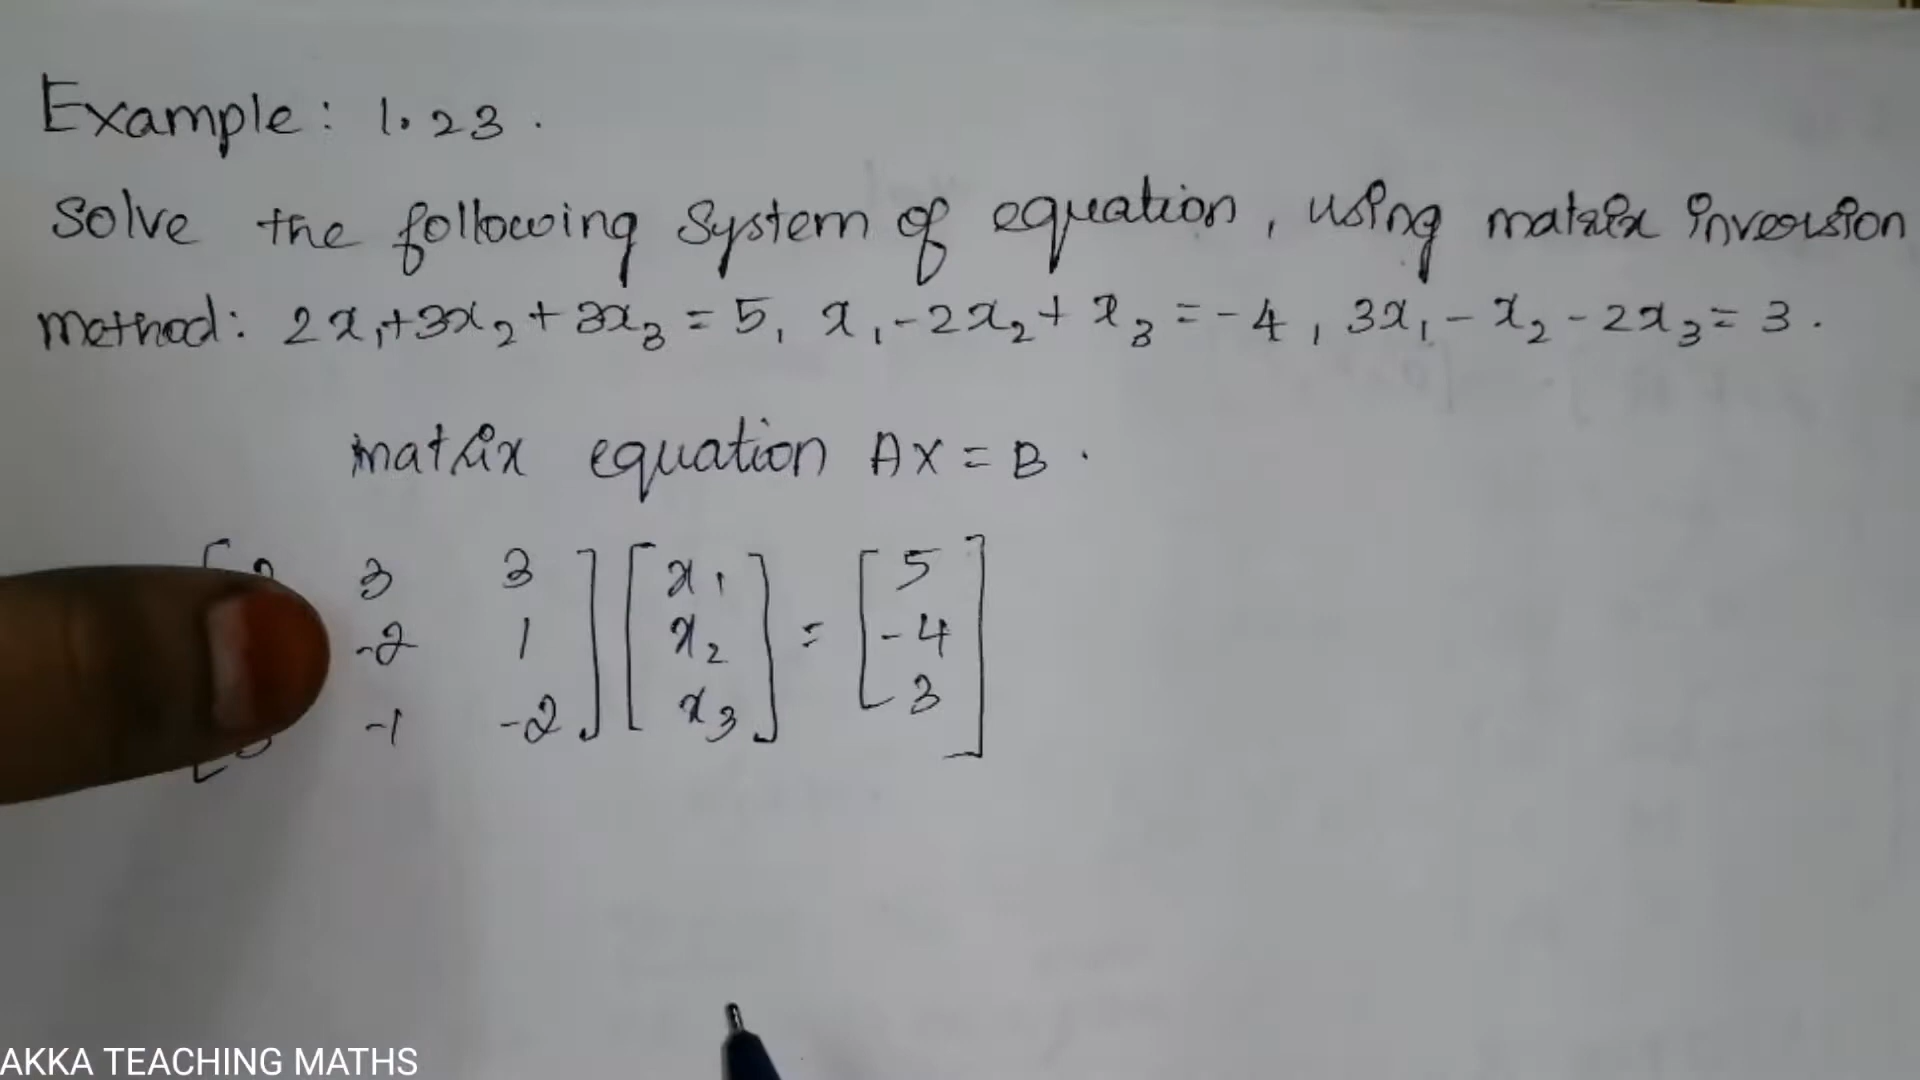 Example: 1.23.
Solve the following system of equation, using matrix inversion
method: 2x₁+3x₂+3x₃=5, x₁-2x₂+x₃=-4, 3x₁-x₂-2x₃=3.
matrix equation AX = B.
3 3 x₁ 5
-2 1 x₂ = -4
-1 -2 x₃ 3
AKKA TEACHING MATHS